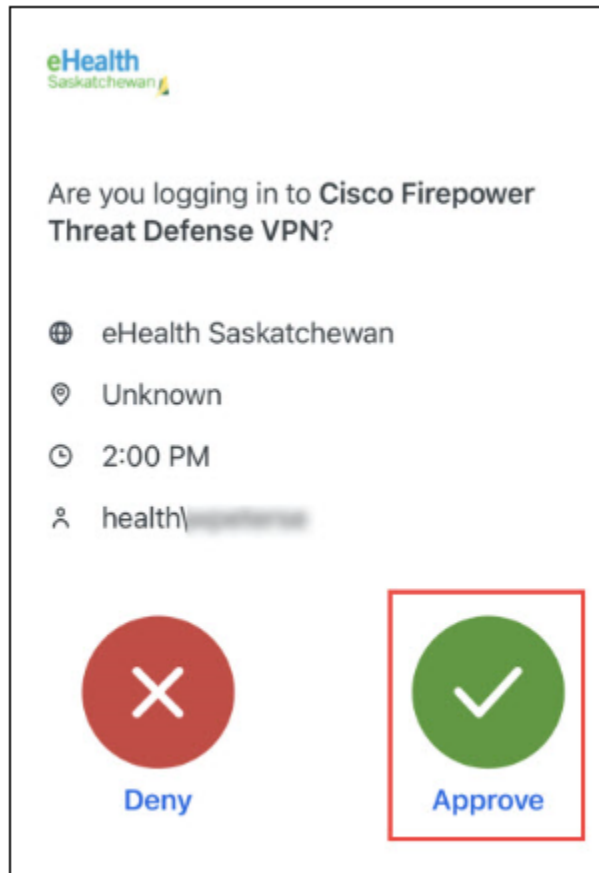 eHealth
Saskatchewan
Are you logging in to Cisco Firepower
Threat Defense VPN?
eHealth Saskatchewan
Unknown
2:00 PM
health\
Deny
Approve